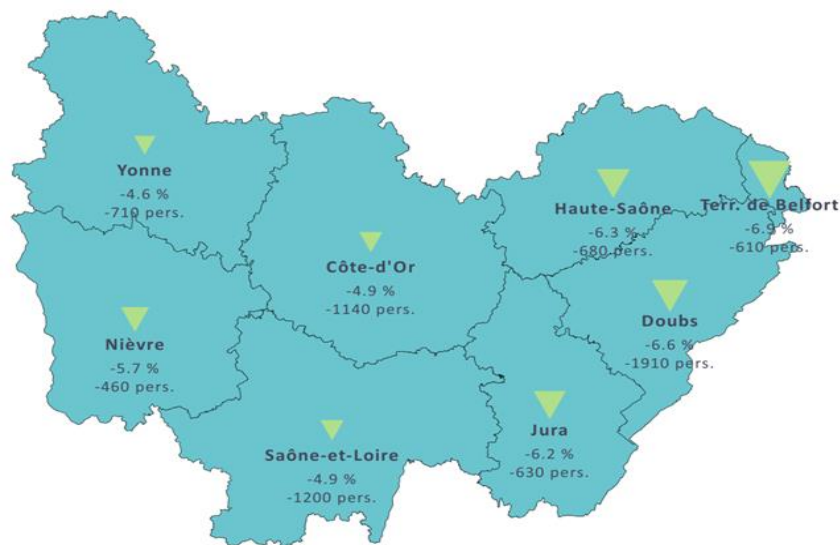 Yonne
-4.6 %
-710 pers.
Haute-Saône
-6.3 %
-680 pers.
Terr. de Belfort
-6.9 %
-610 pers.
Côte-d'Or
-4.9 %
-1140 pers.
Doubs
-6.6 %
-1910 pers.
Nièvre
-5.7 %
-460 pers.
Saône-et-Loire
-4.9 %
-1200 pers.
Jura
-6.2 %
-630 pers.